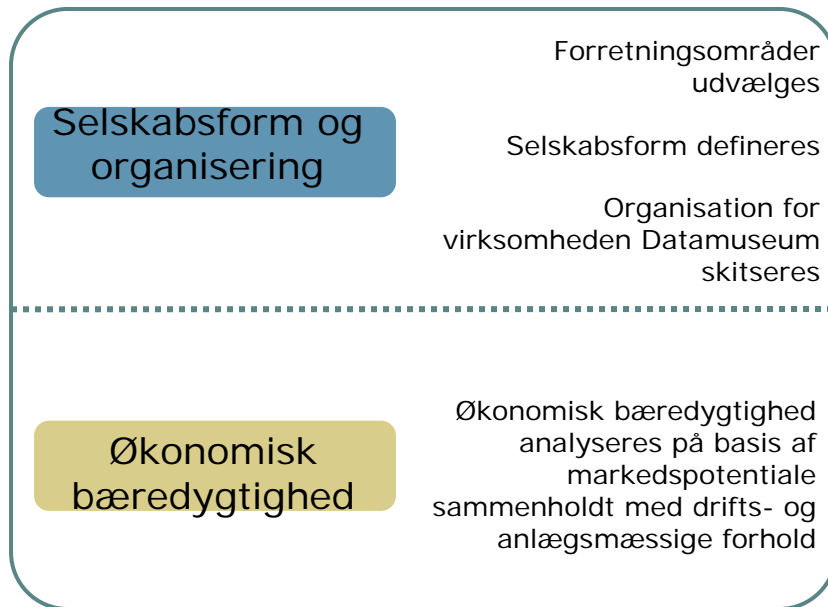 Selskabsform og
organisering
Forretningsområder
udvælges
Selskabsform defineres
Organisation for
virksomheden Datamuseum
skitseres
Økonomisk
bæredygtighed
Økonomisk bæredygtighed
analyseres på basis af
markedspotentiale
sammenholdt med drifts- og
anlægsmæssige forhold